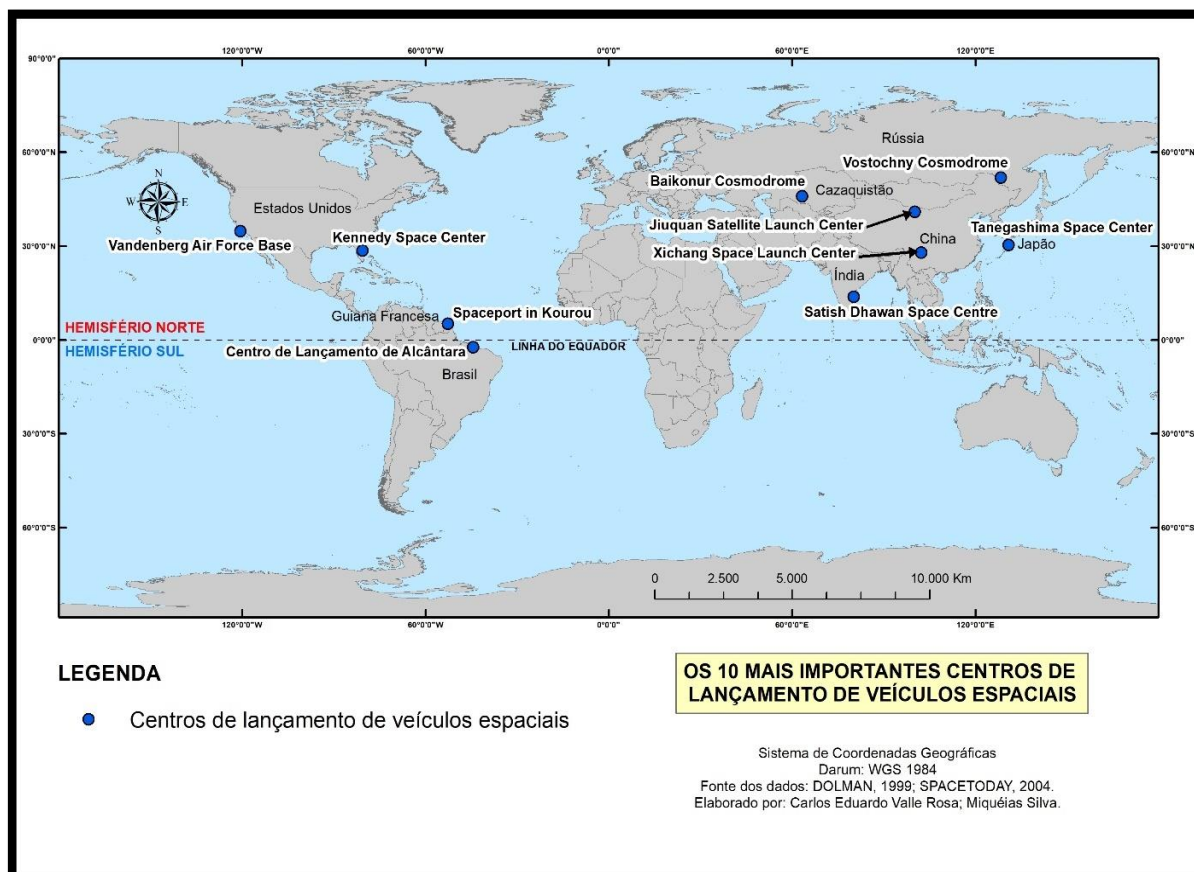 120°0'0"W
60°0'0"W
0°0'0"
60°0'0"E
120°0'0"E
90°0'0"N
60°0'0"N
60°0'0"N
30°0'0"N
30°0'0"N
0°0'0"
0°0'0"
30°0'0"S
30°0'0"S
60°0'0"S
60°0'0"S
N
W E
S
Rússia
Vostochny Cosmodrome
Baikonur Cosmodrome
Cazaquistão
Estados Unidos
Jiuquan Satellite Launch Center
Tanegashima Space Center
Vandenberg Air Force Base
Kennedy Space Center
China
Japão
Xichang Space Launch Center
Índia
Satish Dhawan Space Centre
Guiana Francesa
Spaceport in Kourou
HEMISFÉRIO NORTE
HEMISFÉRIO SUL
Centro de Lançamento de Alcântara
LINHA DO EQUADOR
Brasil
0 2.500 5.000 10.000 Km
120°0'0"W
60°0'0"W
0°0'0"
60°0'0"E
120°0'0"E
LEGENDA
Centros de lançamento de veículos espaciais
OS 10 MAIS IMPORTANTES CENTROS DE
LANÇAMENTO DE VEÍCULOS ESPACIAIS
Sistema de Coordenadas Geográficas
Darum: WGS 1984
Fonte dos dados: DOLMAN, 1999; SPACETODAY, 2004.
Elaborado por: Carlos Eduardo Valle Rosa; Miquéias Silva.